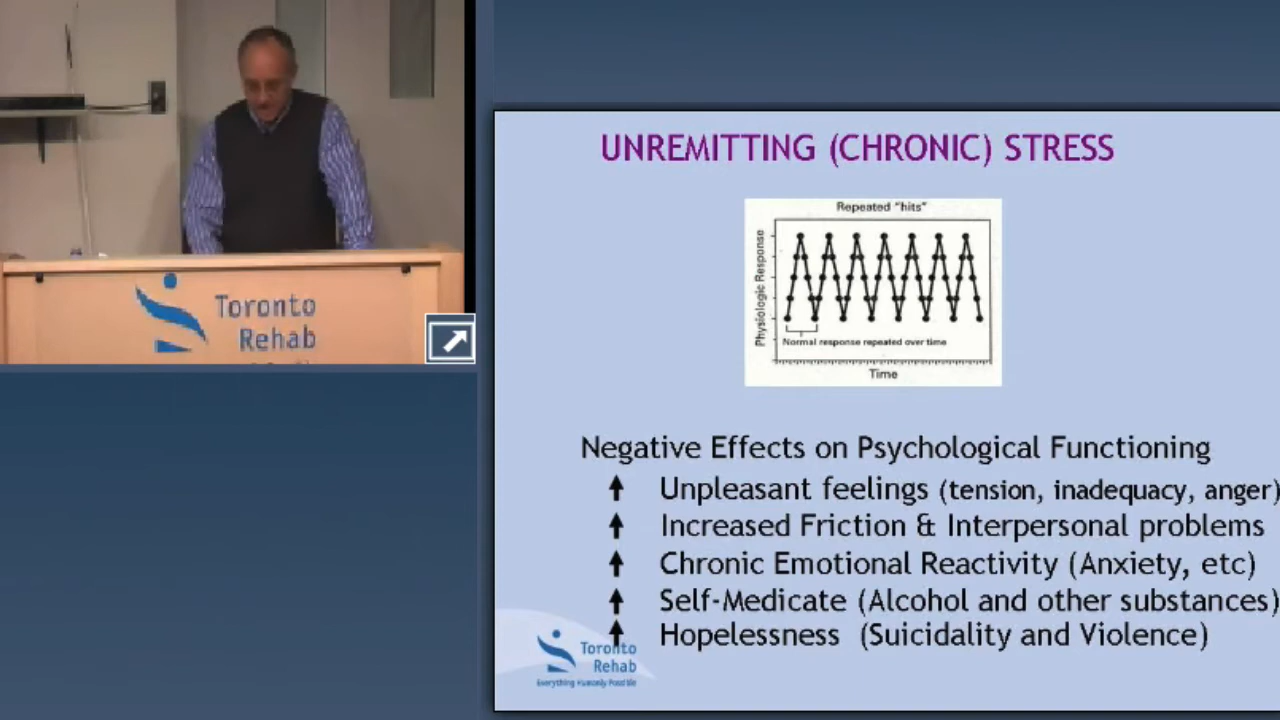 Toronto
Rehab
UNREMITTING (CHRONIC) STRESS
Repeated "hits"
Physiologic Response
Normal response repeated over time
Time
Negative Effects on Psychological Functioning
Unpleasant feelings (tension, inadequacy, anger)
Increased Friction & Interpersonal problems
Chronic Emotional Reactivity (Anxiety, etc)
Self-Medicate (Alcohol and other substances)
Hopelessness (Suicidality and Violence)
Toronto
Rehab
Everything Humanly Possible